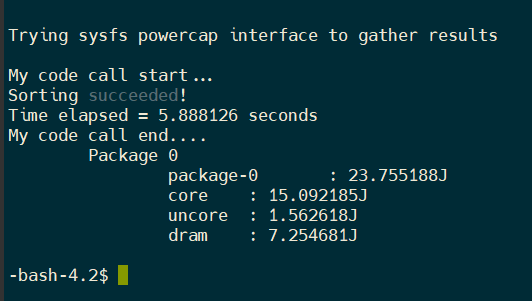 Trying sysfs powercap interface to gather results
My code call start...
Sorting succeeded!
Time elapsed = 5.888126 seconds
My code call end....
Package 0
package-0 : 23.755188J
core : 15.092185J
uncore : 1.562618J
dram : 7.254681J
-bash-4.2$